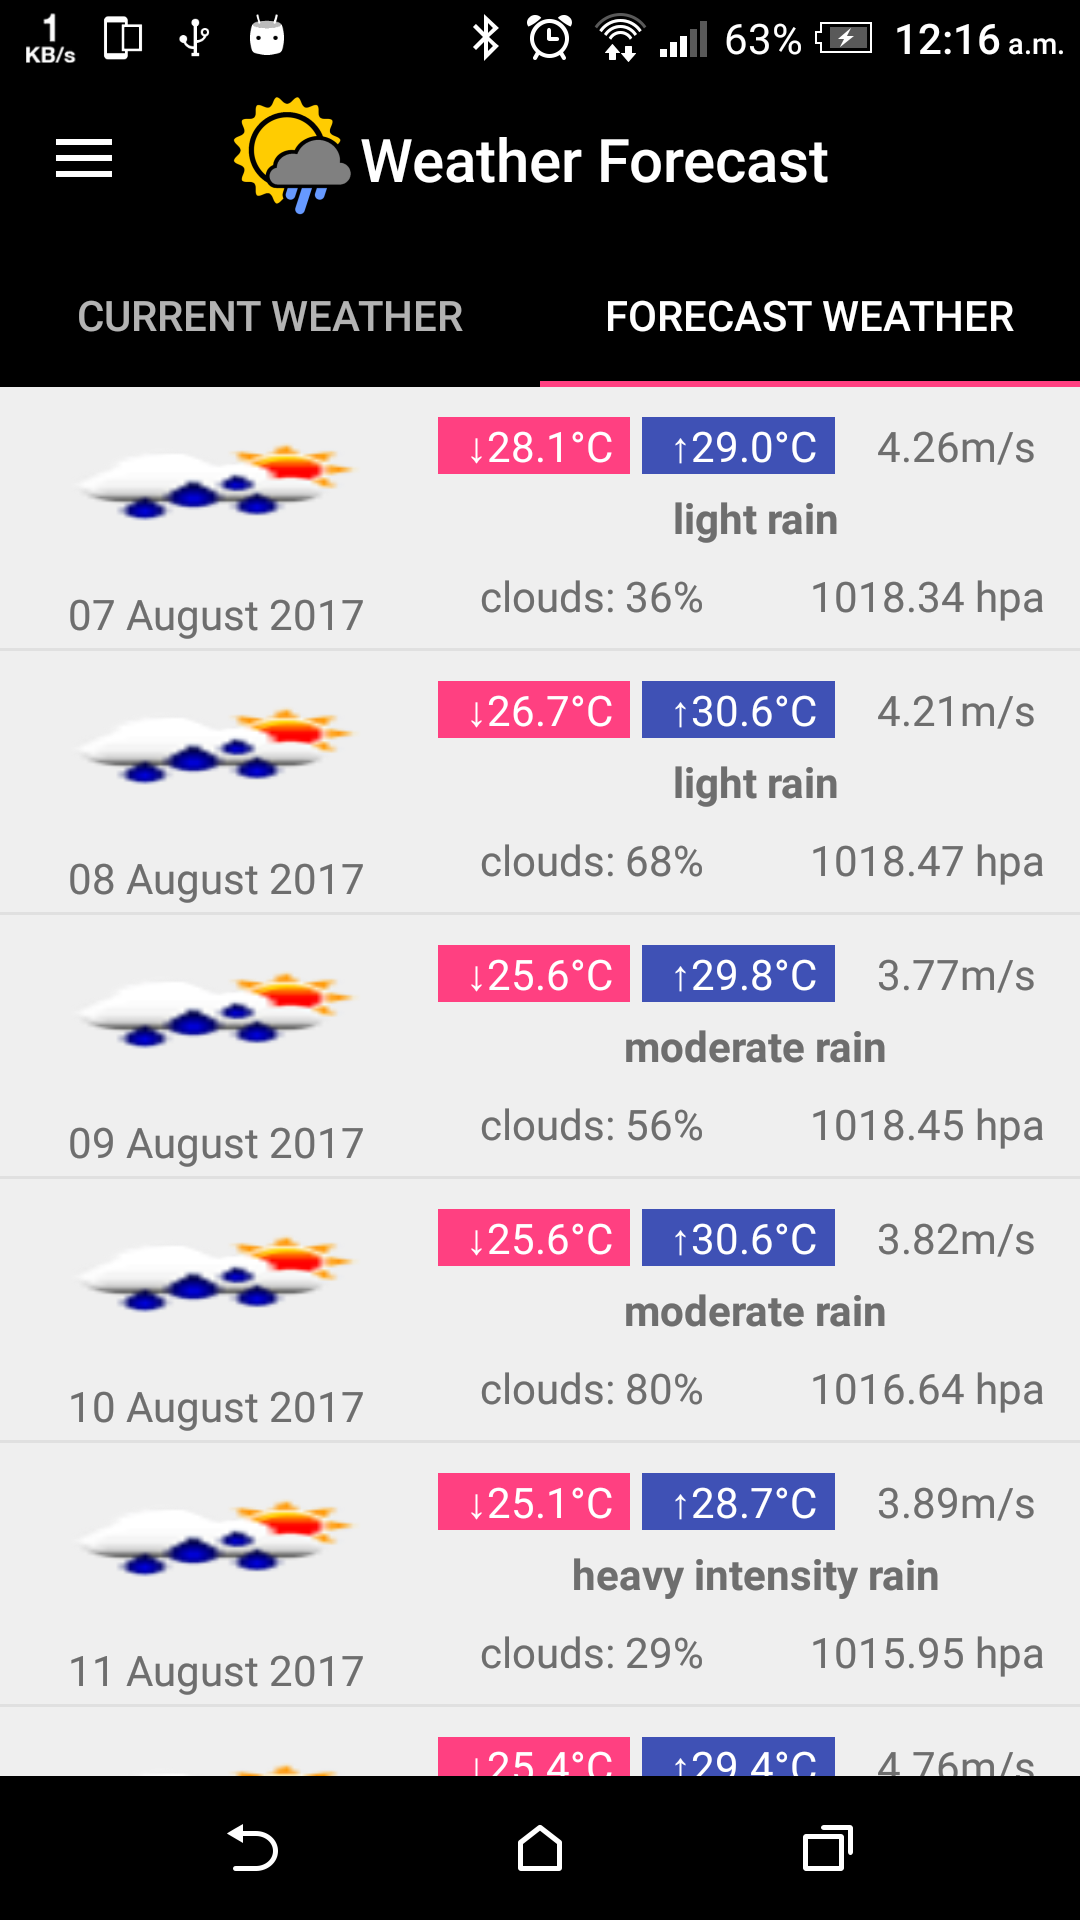 1
KB/s
63%
12:16 a.m.
Weather Forecast
CURRENT WEATHER
FORECAST WEATHER
↓28.1°C ↑29.0°C 4.26m/s
light rain
clouds: 36% 1018.34 hpa
07 August 2017
↓26.7°C ↑30.6°C 4.21m/s
light rain
clouds: 68% 1018.47 hpa
08 August 2017
↓25.6°C ↑29.8°C 3.77m/s
moderate rain
clouds: 56% 1018.45 hpa
09 August 2017
↓25.6°C ↑30.6°C 3.82m/s
moderate rain
clouds: 80% 1016.64 hpa
10 August 2017
↓25.1°C ↑28.7°C 3.89m/s
heavy intensity rain
clouds: 29% 1015.95 hpa
11 August 2017
↓25.4°C ↑29.4°C 4.76m/s